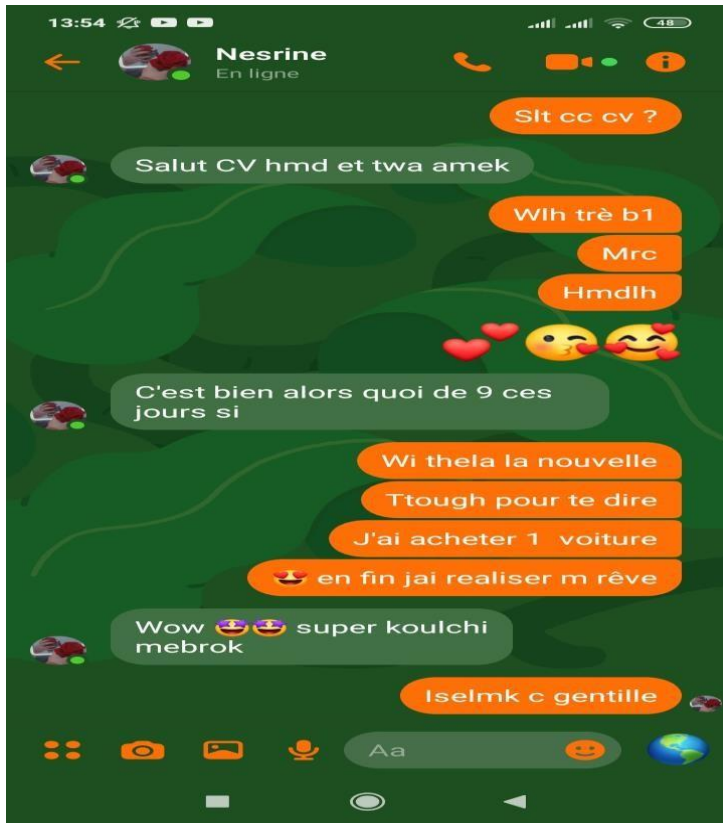 13:54
48
Nesrine
En ligne
Slt cc cv ?
Salut CV hmd et twa amek
Wlh trè b1
Mrc
Hmdlh
💕😘🥰
C'est bien alors quoi de 9 ces
jours si
Wi thela la nouvelle
Ttough pour te dire
J'ai acheter 1 voiture
😍 en fin jai realiser m rêve
Wow 🤩🤩 super koulchi
mebrok
Iselmk c gentille
Aa